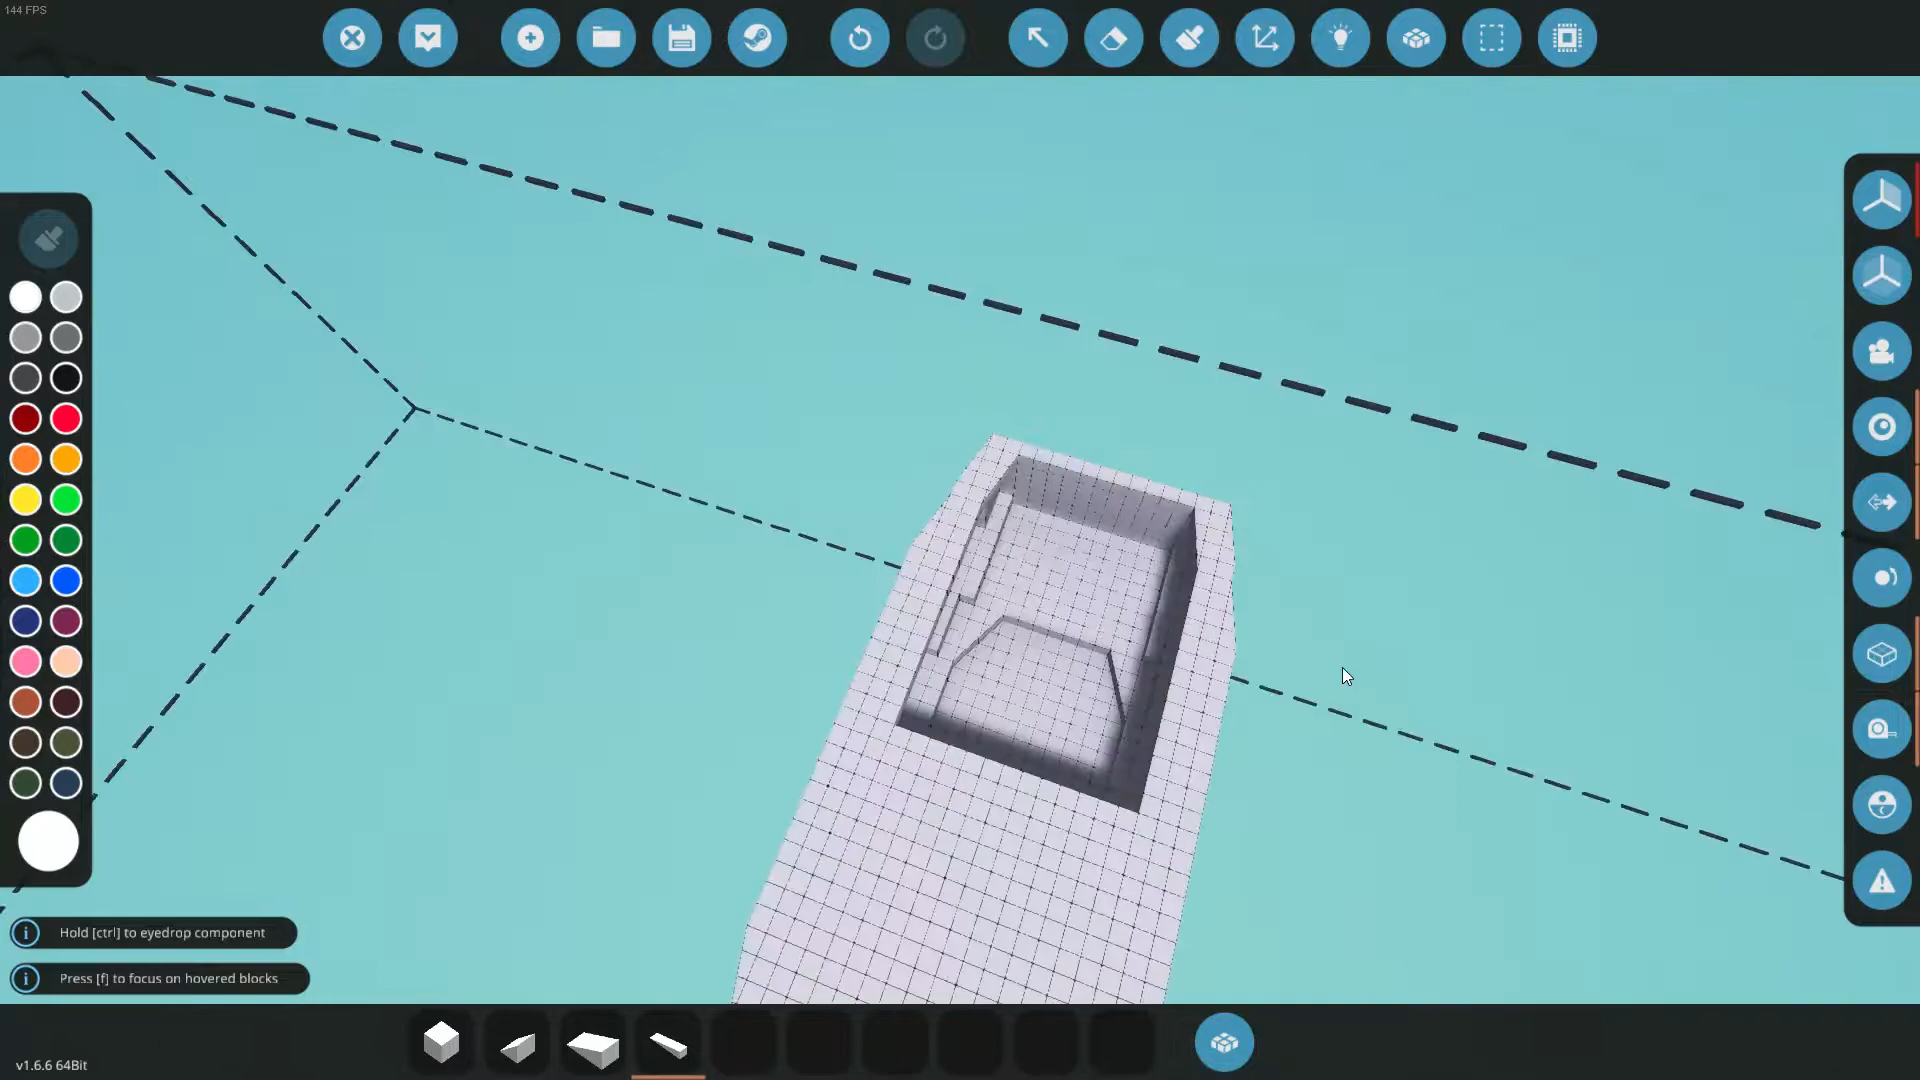 144 FPS
Hold [ctrl] to eyedrop component
Press [f] to focus on hovered blocks
v1.6.6 64Bit